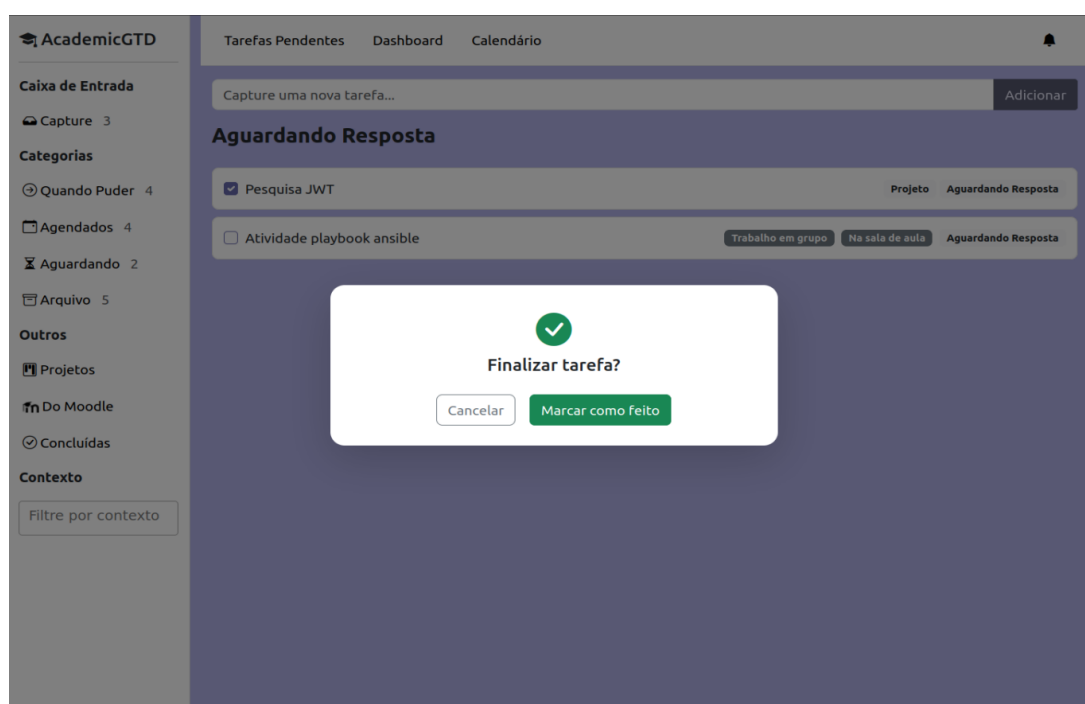 AcademicGTD
Tarefas Pendentes Dashboard Calendário
Caixa de Entrada
Capture 3
Categorias
Quando Puder 4
Agendados 4
Aguardando 2
Arquivo 5
Outros
Projetos
Do Moodle
Concluídas
Contexto
Filtre por contexto
Capture uma nova tarefa... Adicionar
Aguardando Resposta
Pesquisa JWT Projeto Aguardando Resposta
Atividade playbook ansible Trabalho em grupo Na sala de aula Aguardando Resposta
Finalizar tarefa?
Cancelar Marcar como feito